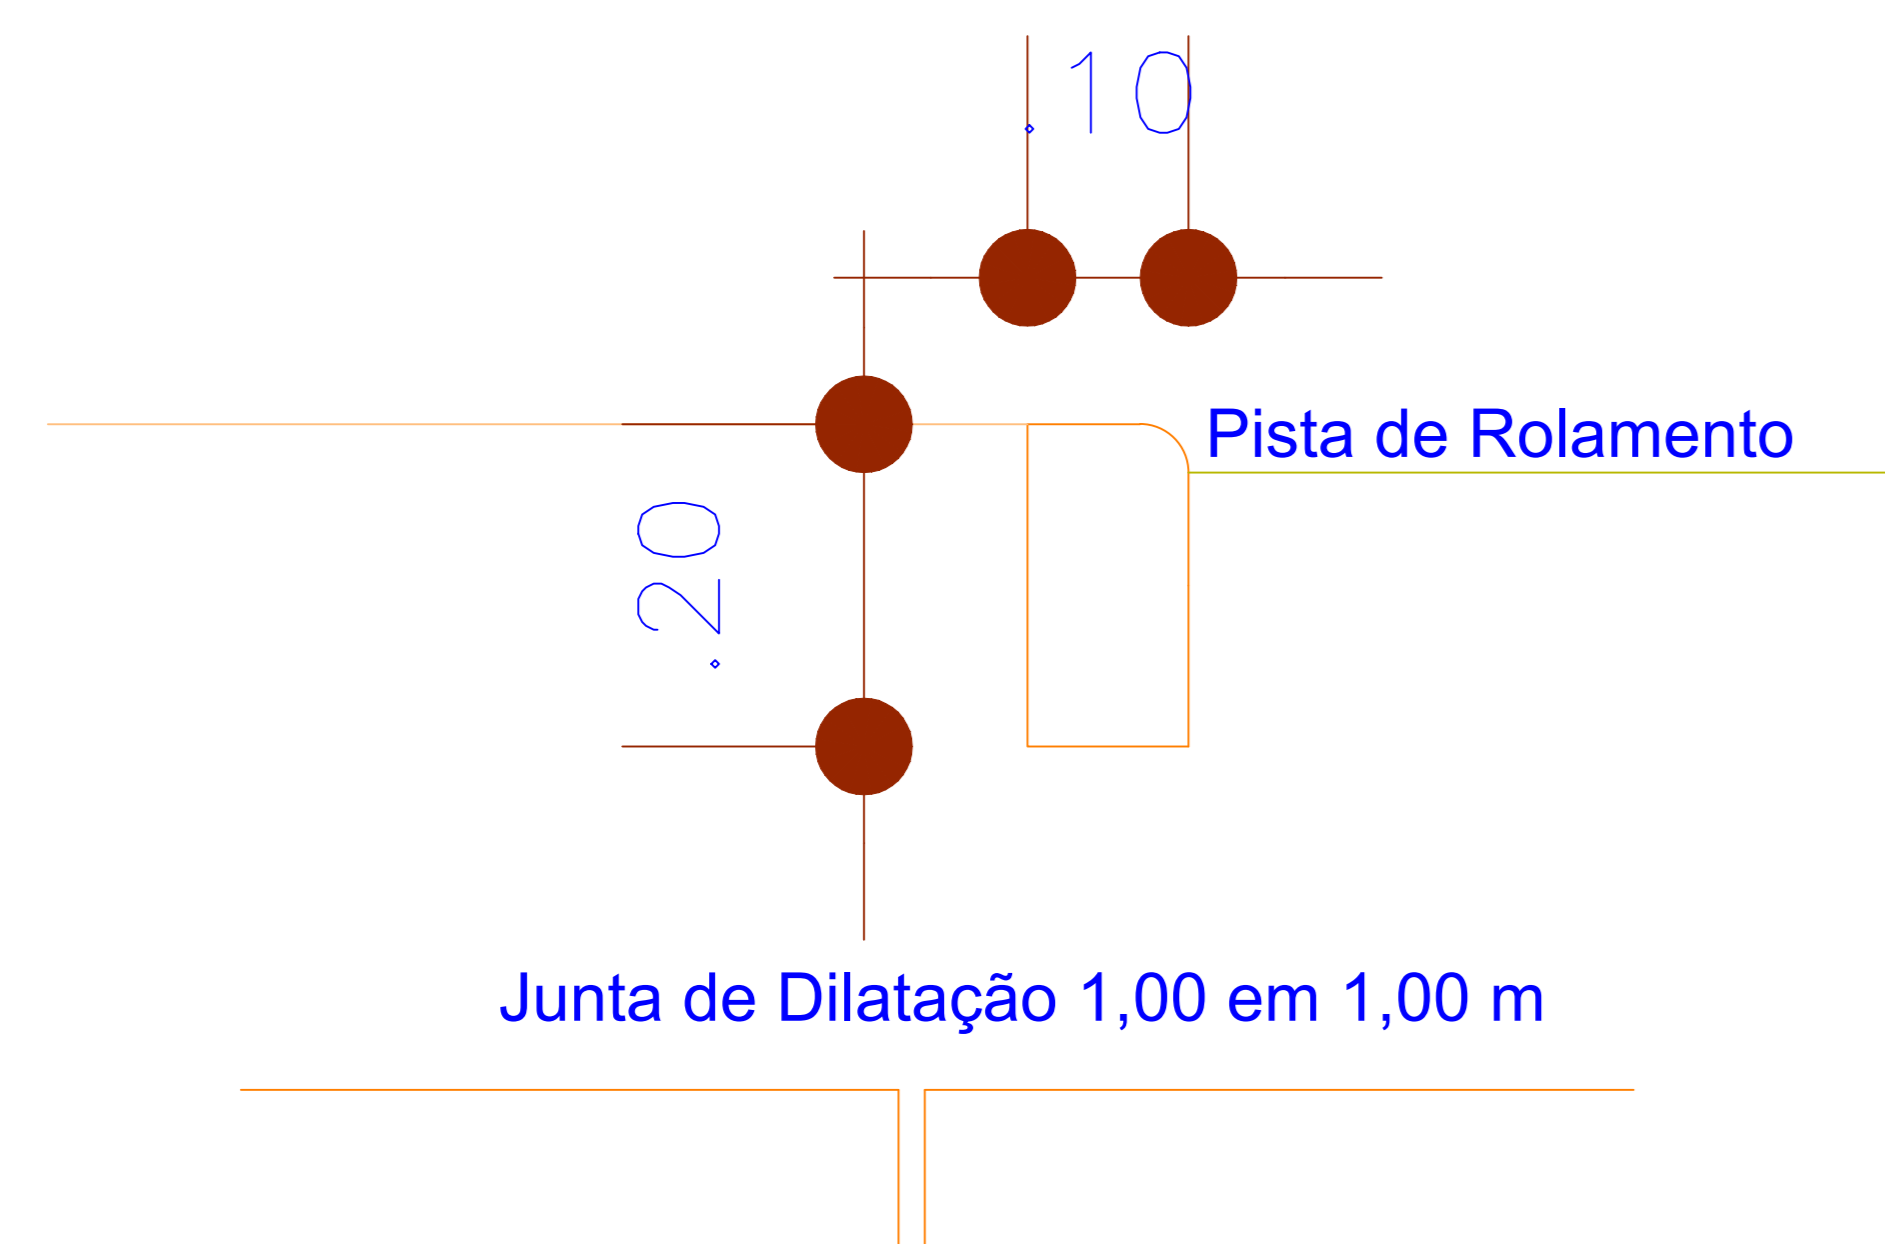 .10
Pista de Rolamento
.20
Junta de Dilatação 1,00 em 1,00 m